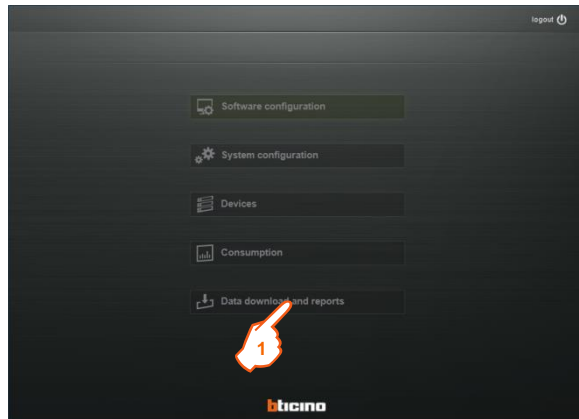 logout
Software configuration
System configuration
Devices
Consumption
Data download and reports
1
bticino